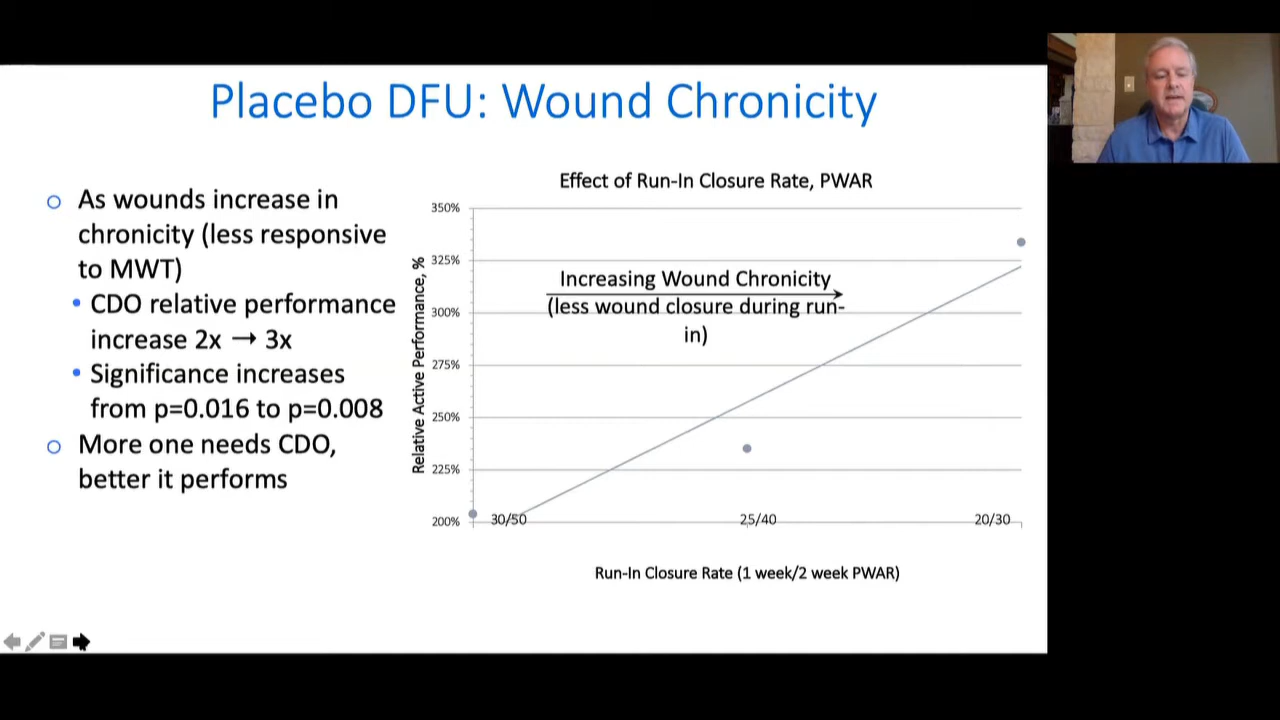 Placebo DFU: Wound Chronicity
o As wounds increase in
chronicity (less responsive
to MWT)
• CDO relative performance
increase 2x → 3x
• Significance increases
from p=0.016 to p=0.008
o More one needs CDO,
better it performs
Effect of Run-In Closure Rate, PWAR
Relative Active Performance, %
350%
325%
300%
275%
250%
225%
200%
Increasing Wound Chronicity
(less wound closure during run-
in)
30/50 25/40 20/30
Run-In Closure Rate (1 week/2 week PWAR)